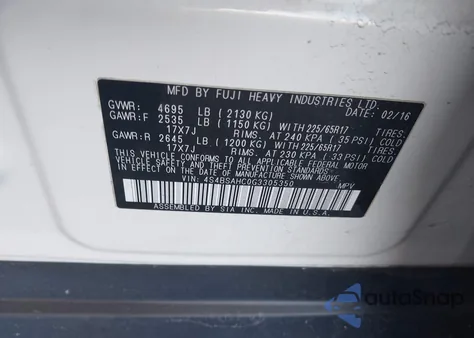 MFD BY FUJI HEAVY INDUSTRIES LTD. DATE: 02/16
GVWR: 4695 LB ( 2130 KG)
GAWR:F 2535 LB ( 1150 KG) WITH 225/65R17
17X7J RIMS. AT 240 KPA ( 35 PSI) COLD
GAWR:R 2645 LB ( 1200 KG) WITH 225/65R17
17X7J RIMS. AT 230 KPA ( 33 PSI) COLD
THIS VEHICLE CONFORMS TO ALL APPLICABLE FEDERAL MOTOR
VEHICLE SAFETY AND THEFT PREVENTION STANDARDS IN
EFFECT ON THE DATE OF MANUFACTURE SHOWN ABOVE.
VIN: 4S4BSAHC0G3305350 MPV
ASSEMBLED BY SIA INC. MADE IN U.S.A.
autoSnap